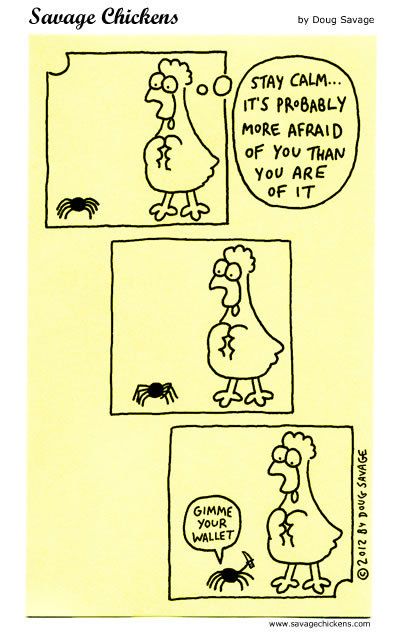 Savage Chickens
by Doug Savage
STAY CALM...
IT'S PROBABLY
MORE AFRAID
OF YOU THAN
YOU ARE
OF IT
GIMME
YOUR
WALLET
© 2012 BY DOUG SAVAGE
www.savagechickens.com